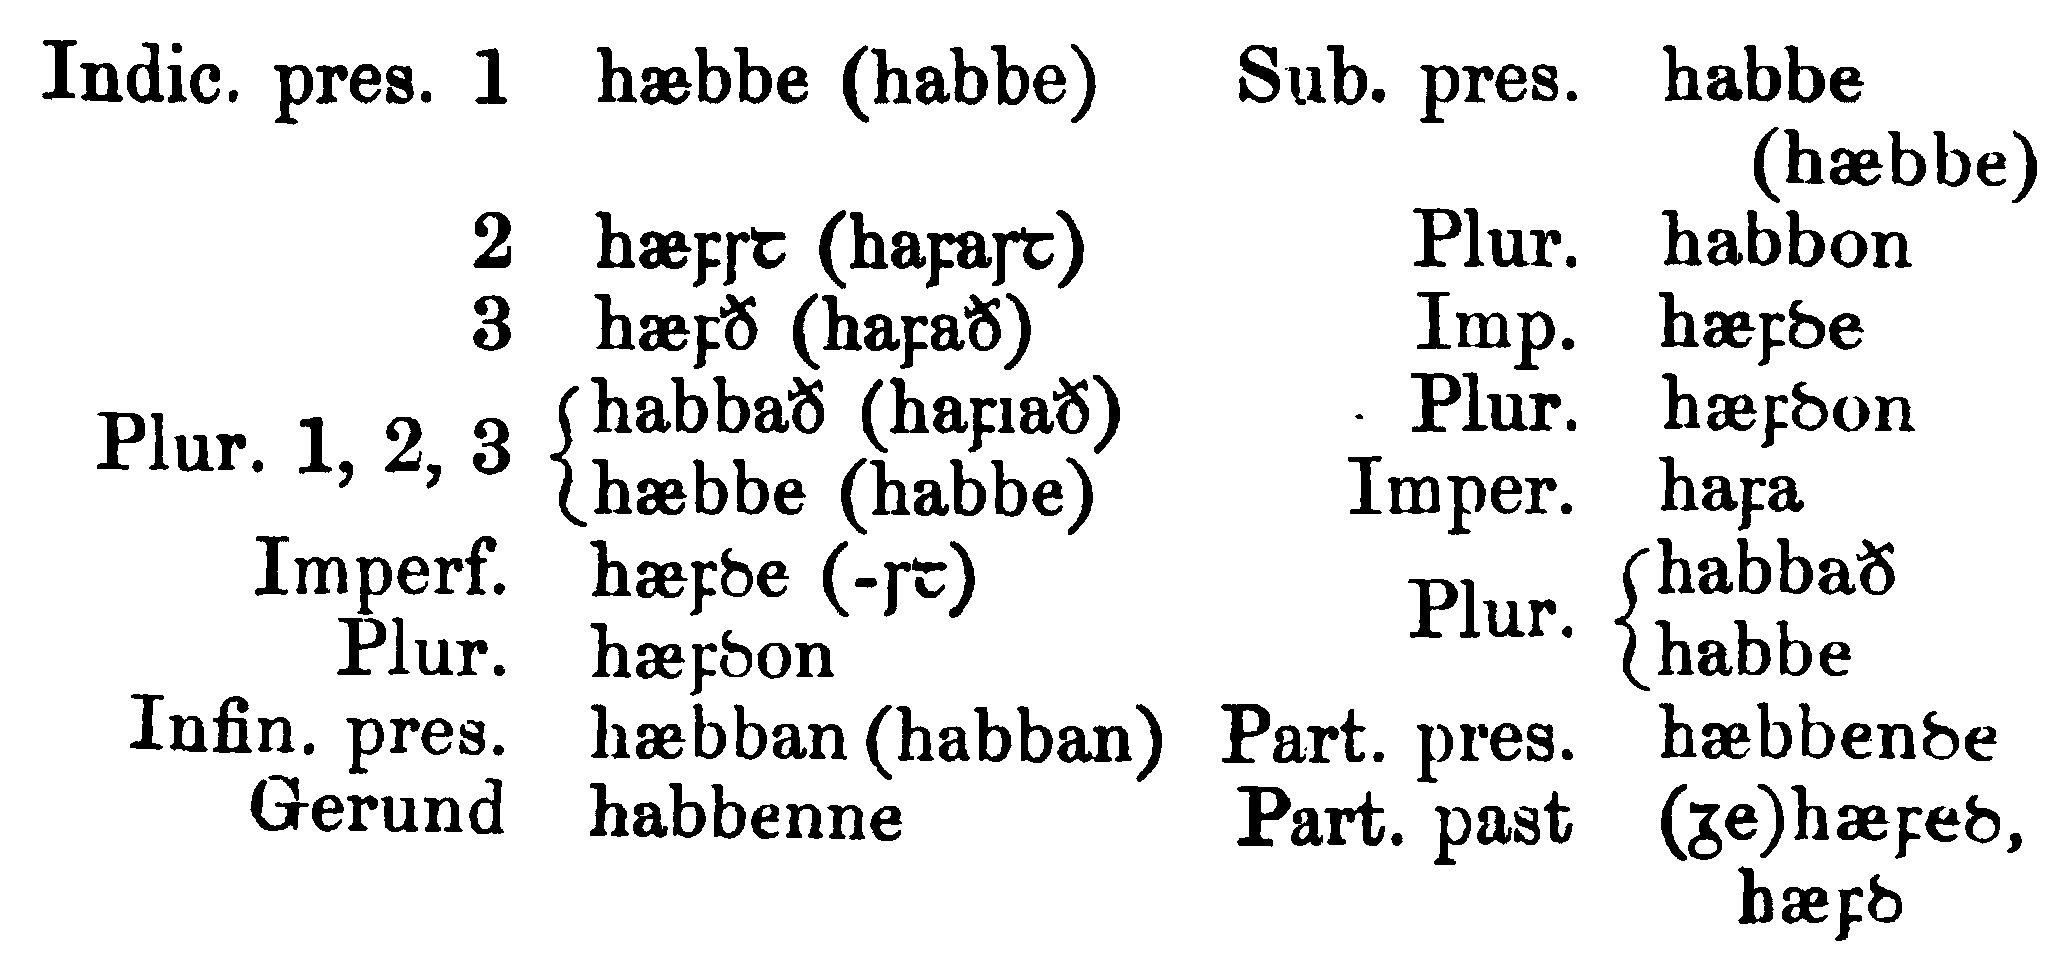 Indic. pres. 1 hæbbe (habbe) Sub. pres. habbe
(hæbbe)
2 hæꝼꞅꞇ (haꝼaꞅꞇ) Plur. habbon
3 hæꝼð (haꝼað) Imp. hæꝼꝺe
Plur. 1, 2, 3 habbað (haꝼıað) Plur. hæꝼꝺon
hæbbe (habbe) Imper. haꝼa
Imperf. hæꝼꝺe (-ꞅꞇ) Plur. habbað
Plur. hæꝼꝺon habbe
Infin. pres. hæbban (habban) Part. pres. hæbbenꝺe
Gerund habbenne Part. past (ᵹe)hæꝼeꝺ,
hæꝼꝺ